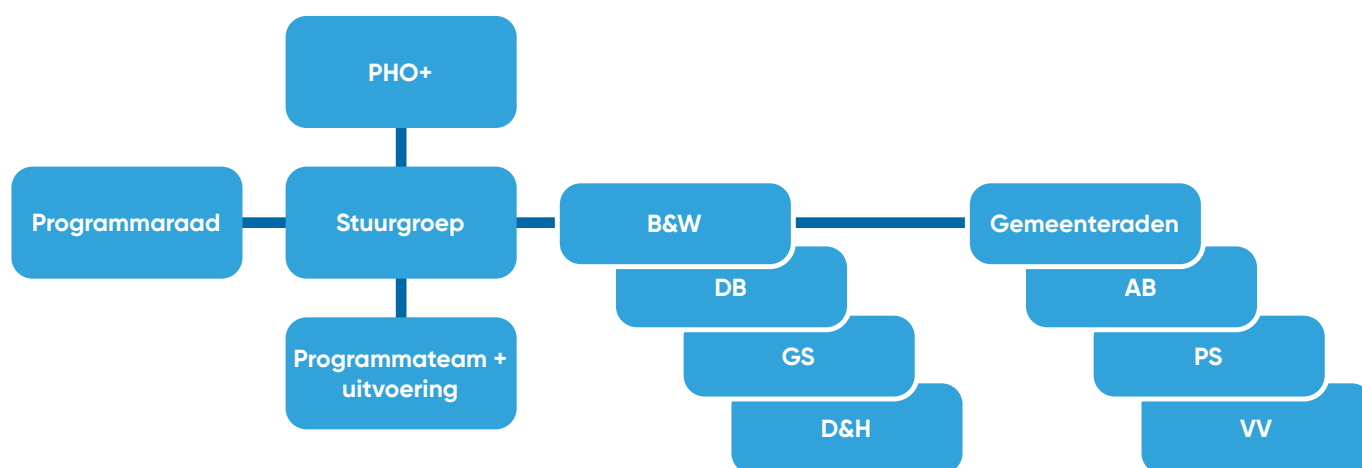 PHO+
Programmaraad
Stuurgroep
B&W
Gemeenteraden
DB
AB
GS
PS
Programmateam +
uitvoering
D&H
VV